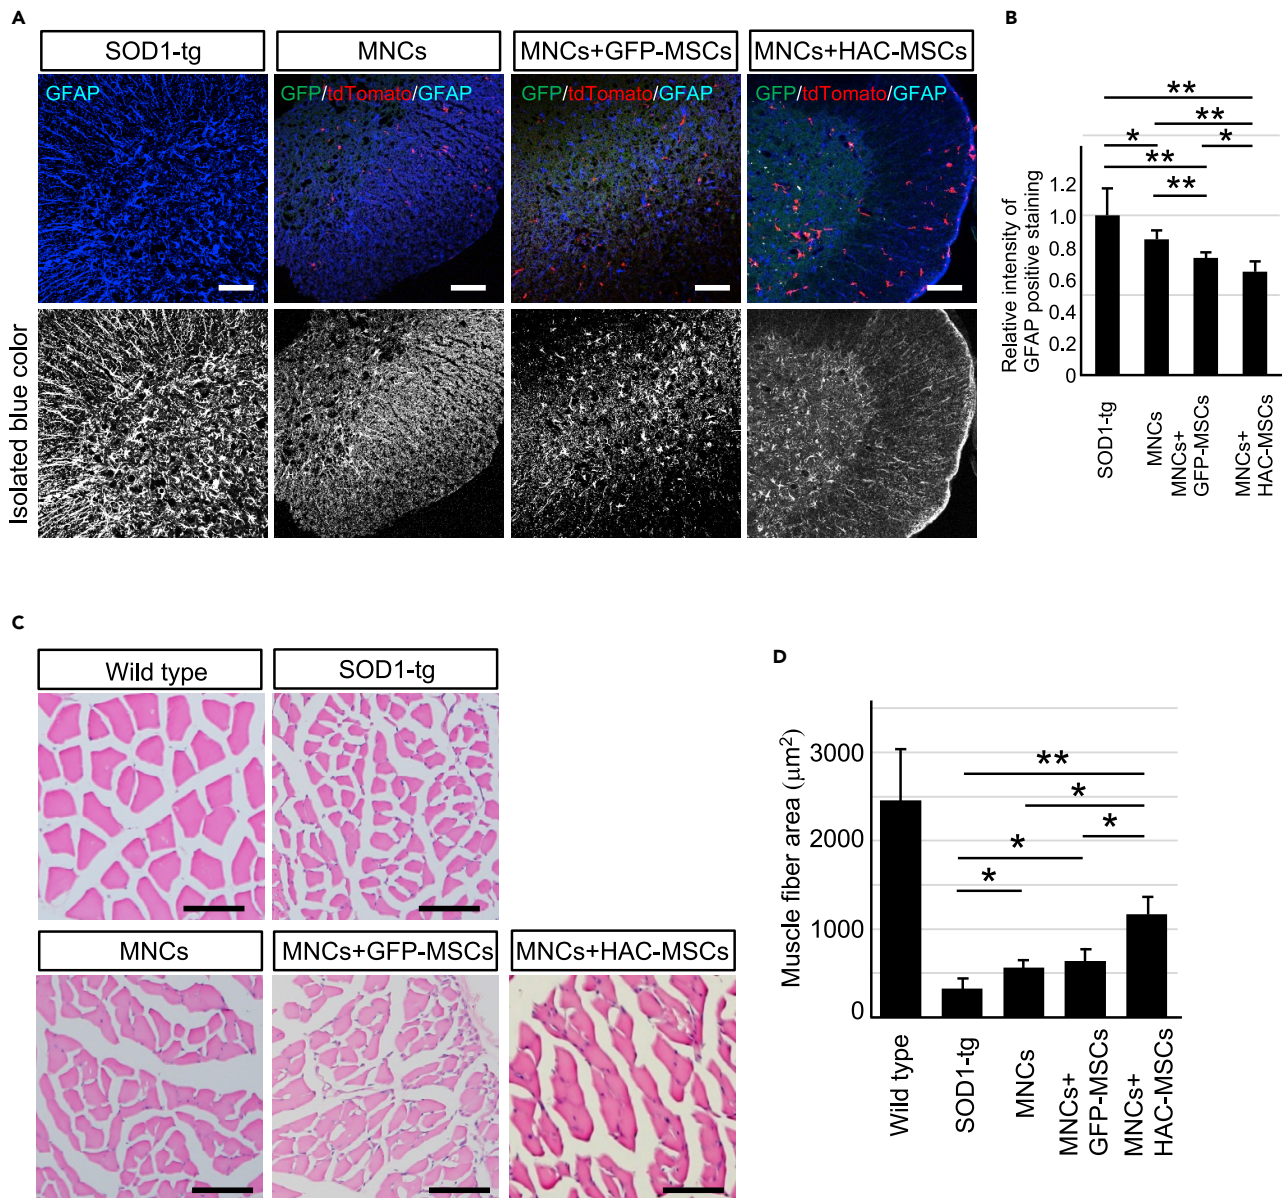 A
SOD1-tg
MNCs
MNCs+GFP-MSCs
MNCs+HAC-MSCs
GFAP
GFP/tdTomato/GFAP
GFP/tdTomato/GFAP
GFP/tdTomato/GFAP
Isolated blue color
B
**
**
*
*
**
**
Relative intensity of
GFAP positive staining
1.2
1.0
0.8
0.6
0.4
0.2
0
SOD1-tg
MNCs
MNCs+
GFP-MSCs
MNCs+
HAC-MSCs
C
Wild type
SOD1-tg
MNCs
MNCs+GFP-MSCs
MNCs+HAC-MSCs
D
Muscle fiber area (μm²)
3000
2000
1000
0
**
*
*
*
*
Wild type
SOD1-tg
MNCs
MNCs+
GFP-MSCs
MNCs+
HAC-MSCs